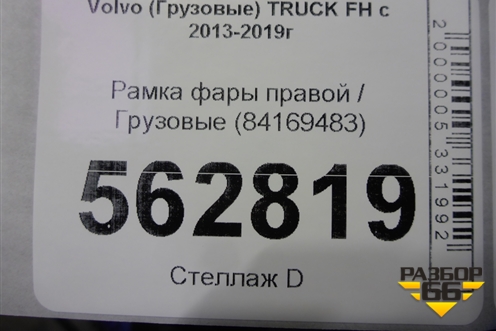 Volvo (Грузовые) TRUCK FH с
2013-2019г
Рамка фары правой /
Грузовые (84169483)
562819
Стеллаж D
2000005331992
РАЗБОР
66